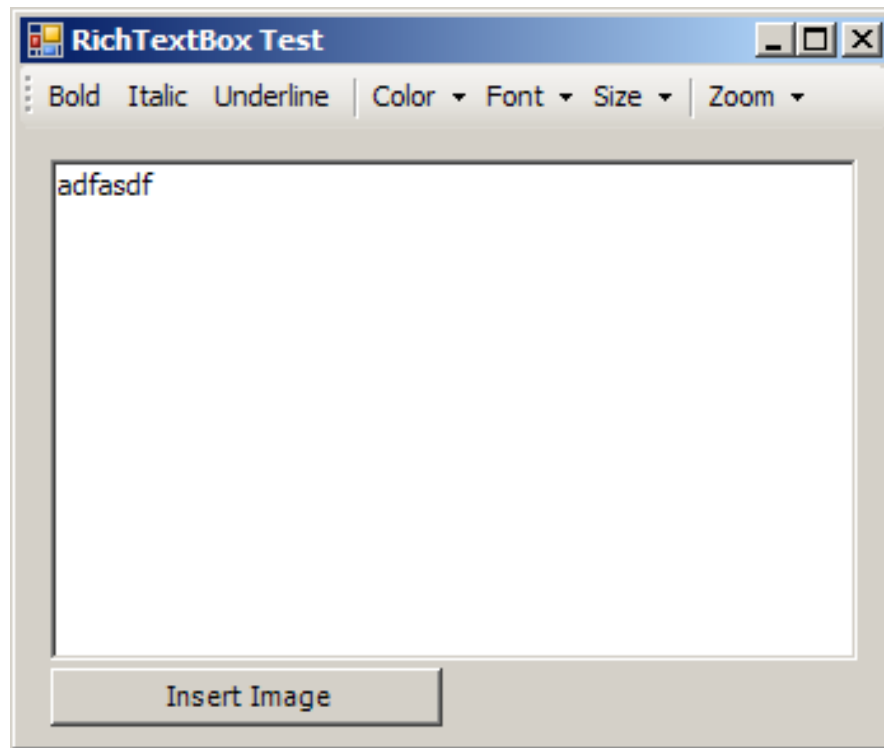 RichTextBox Test
Bold Italic Underline Color Font Size Zoom
adfasdf
Insert Image